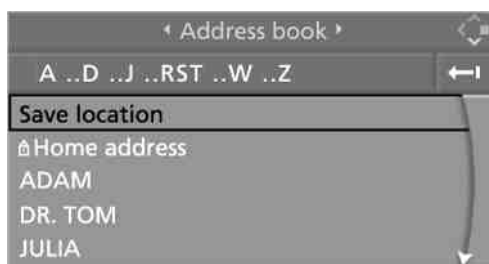 Address book
A ..D ..J ..RST ..W ..Z
Save location
Home address
ADAM
DR. TOM
JULIA